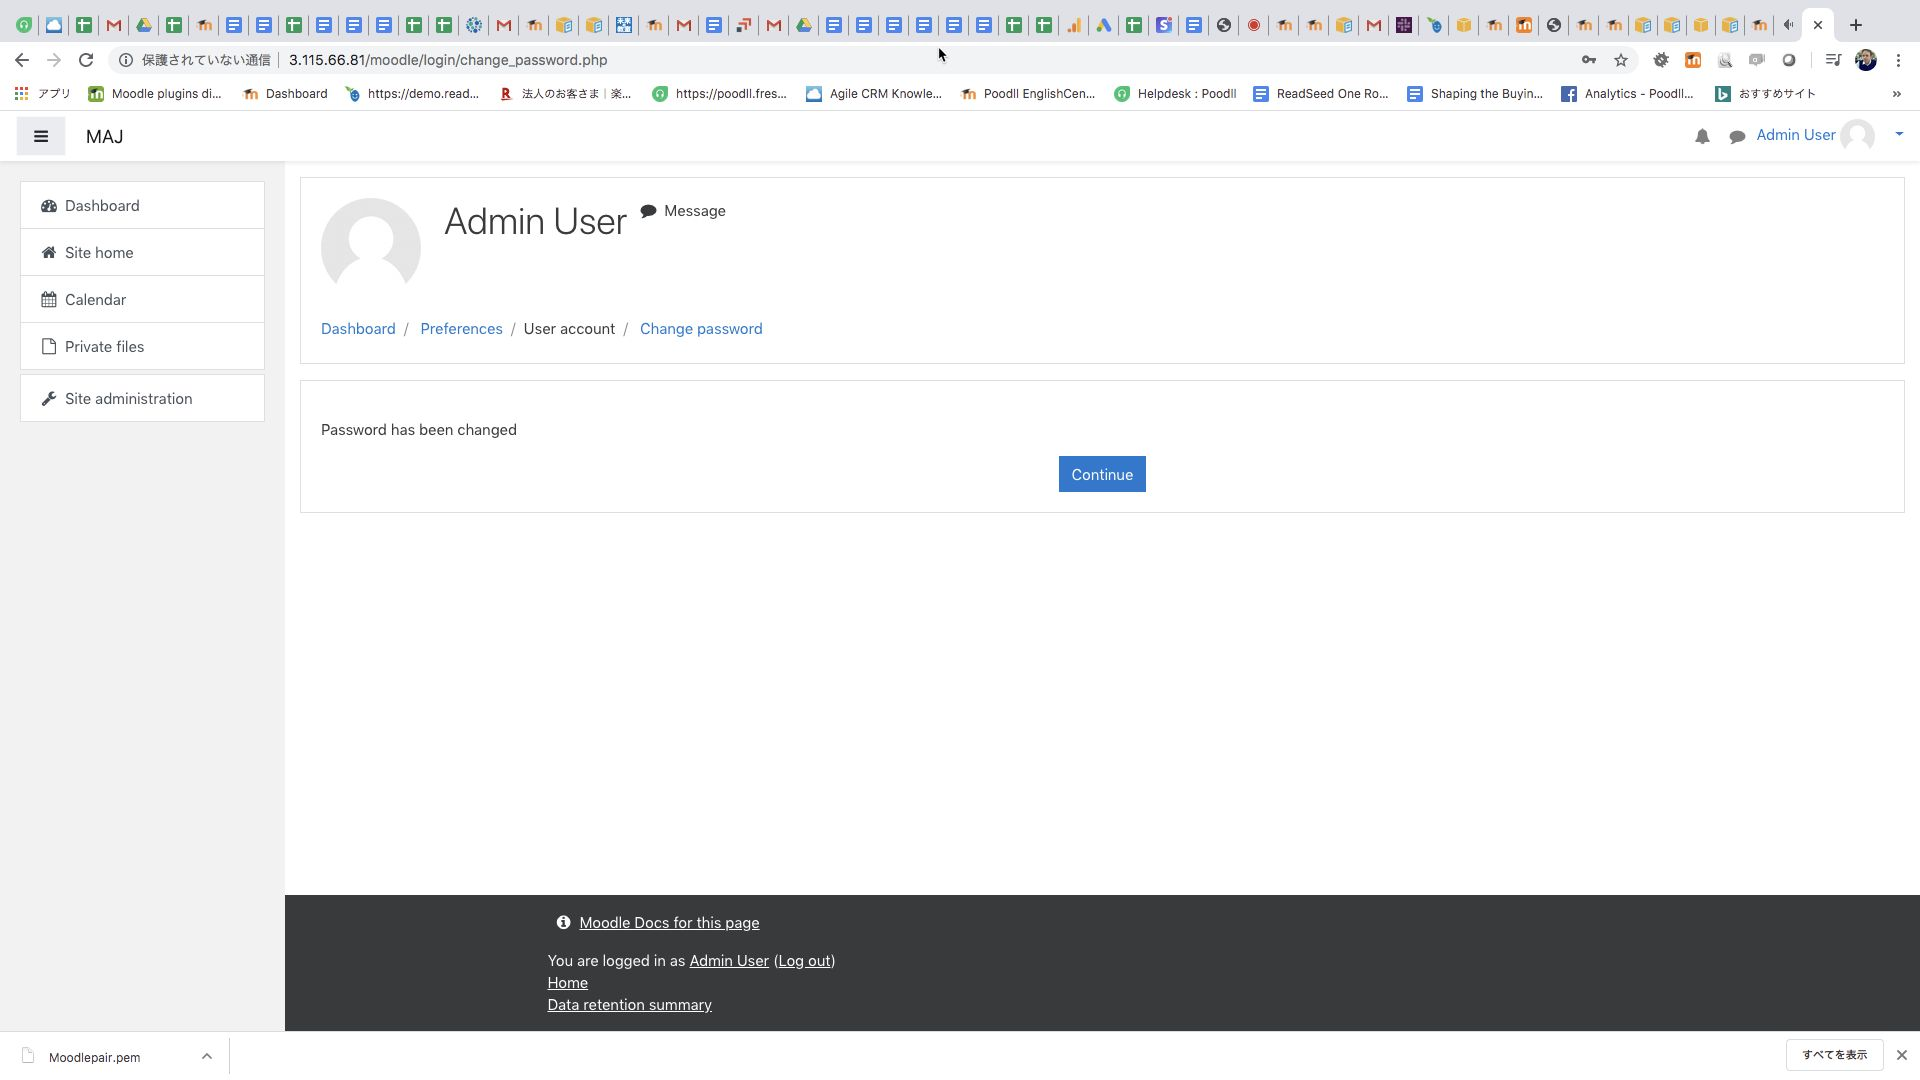 保護されていない通信 3.115.66.81/moodle/login/change_password.php
アプリ Moodle plugins di... Dashboard https://demo.read... 法人のお客さま｜楽... https://poodll.fres... Agile CRM Knowle... Poodll EnglishCen... Helpdesk : Poodll ReadSeed One Ro... Shaping the Buyin... Analytics - Poodll... おすすめサイト »
MAJ
Admin User
Dashboard
Site home
Calendar
Private files
Site administration
Admin User Message
Dashboard / Preferences / User account / Change password
Password has been changed
Continue
Moodle Docs for this page
You are logged in as Admin User (Log out)
Home
Data retention summary
Moodlepair.pem
すべてを表示